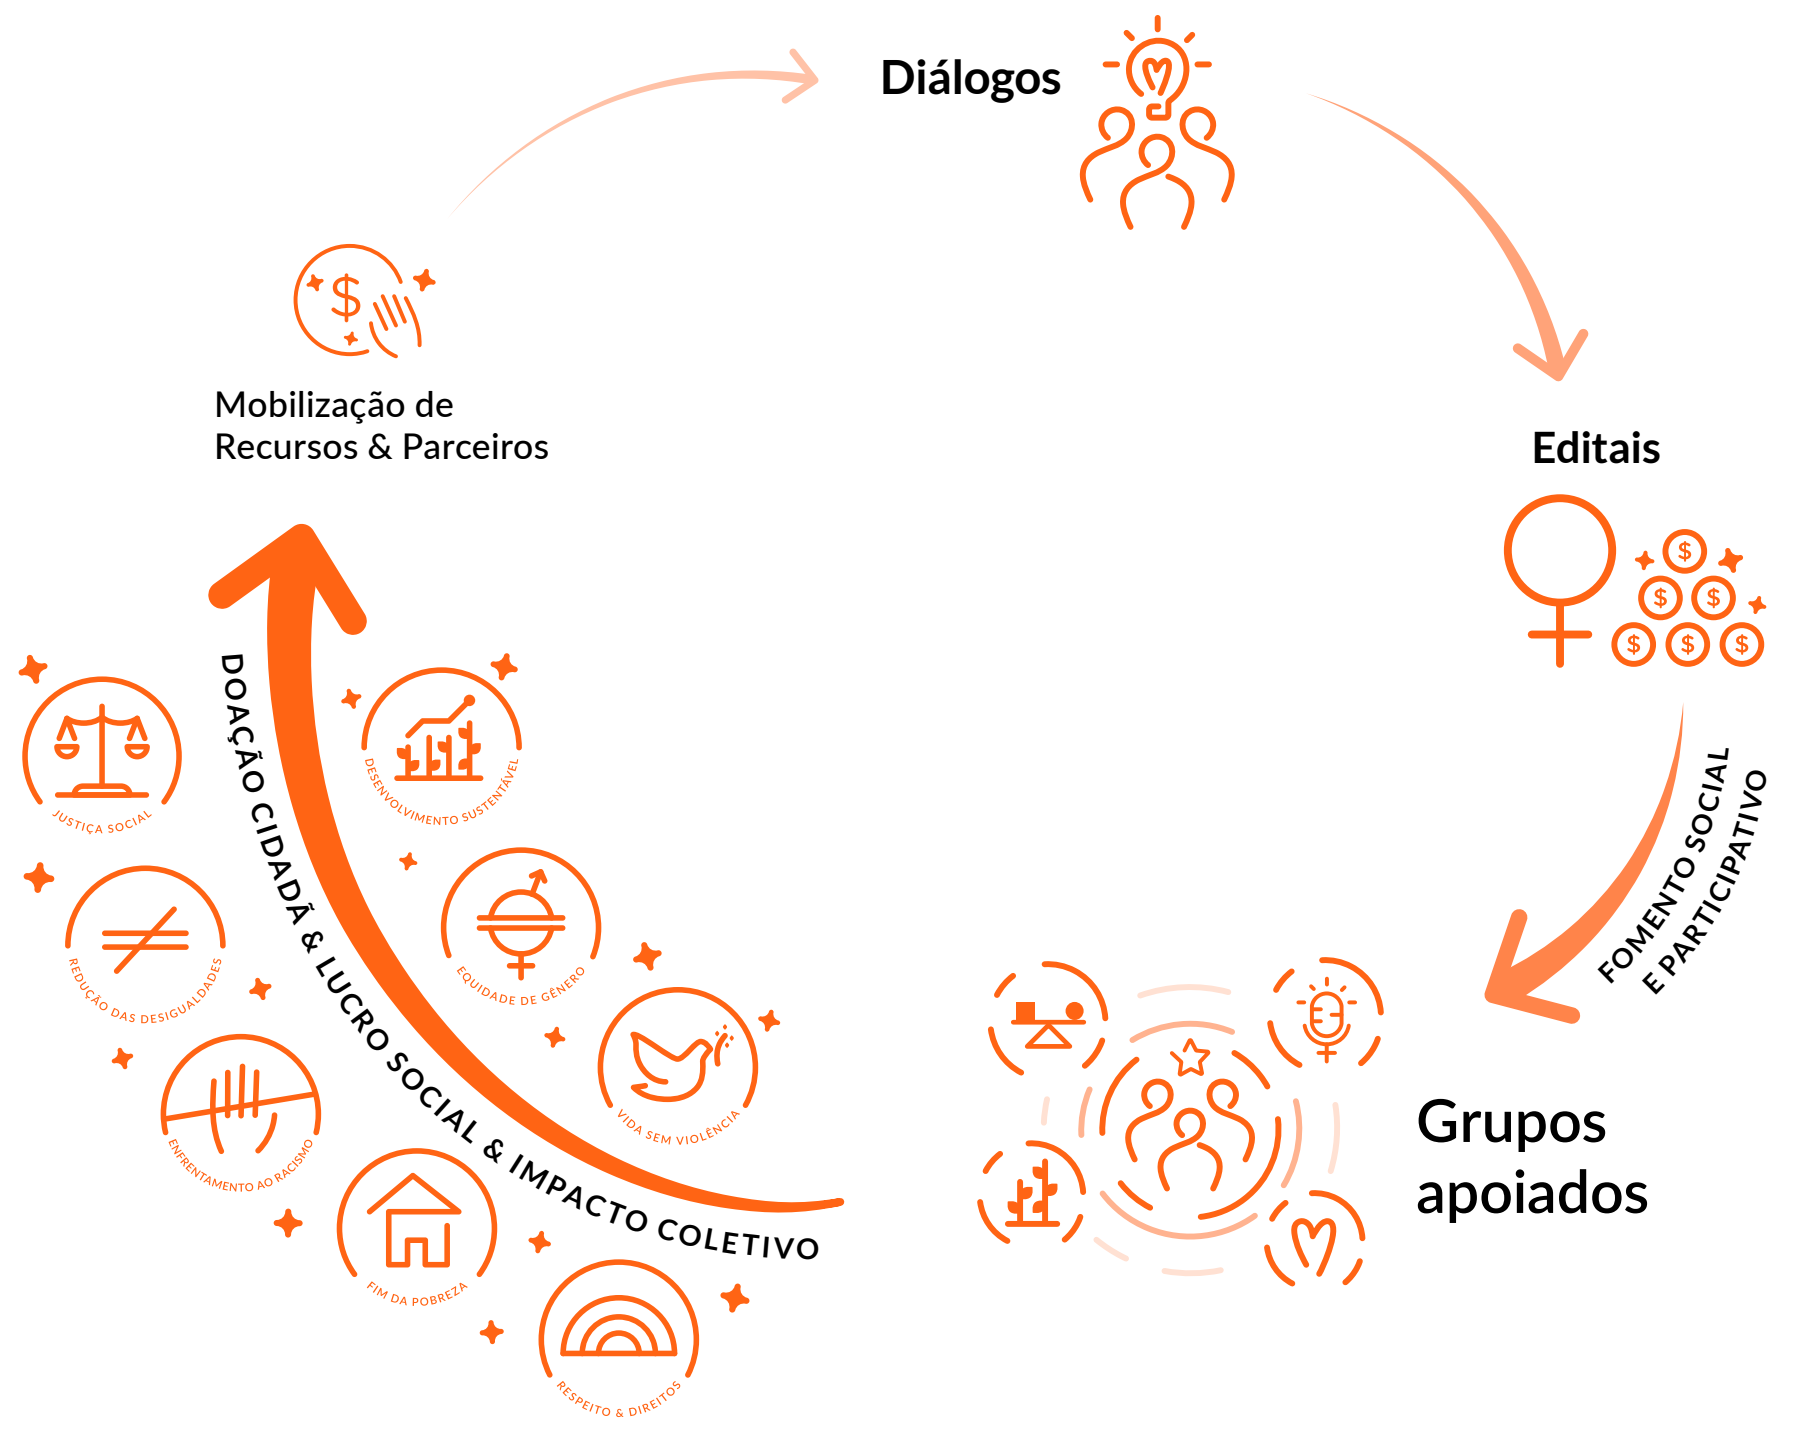 Diálogos
Mobilização de
Recursos & Parceiros
Editais
$
$
$ $
$ $ $
FOMENTO SOCIAL
E PARTICIPATIVO
Grupos
apoiados
DOAÇÃO CIDADÃ & LUCRO SOCIAL & IMPACTO COLETIVO
JUSTIÇA SOCIAL
DESENVOLVIMENTO SUSTENTÁVEL
REDUÇÃO DAS DESIGUALDADES
EQUIDADE DE GÊNERO
ENFRENTAMENTO AO RACISMO
VIDA SEM VIOLÊNCIA
FIM DA POBREZA
RESPEITO & DIREITOS